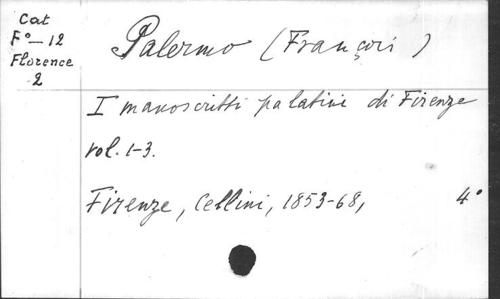 Cat
F° — 12
Florence
2
Palermo (François)
I manoscritti palatini di Firenze
vol. 1-3.
Firenze, Cellini, 1853-68, 4°